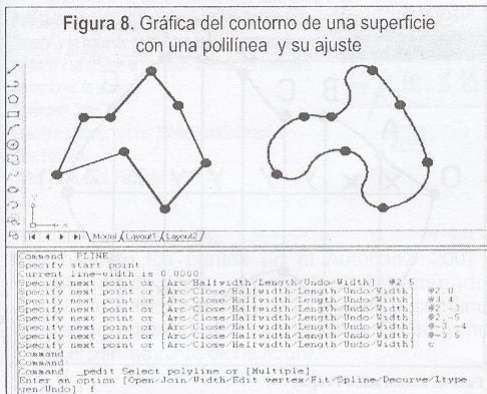 Figura 8. Gráfica del contorno de una superficie
con una polilínea y su ajuste
Model Layout1 Layout2
Command PLINE
Specify start point
Current line-width is 0.0000
Specify next point or [Arc/Halfwidth/Length/Undo/Width] @2,5
Specify next point or [Arc/Close/Halfwidth/Length/Undo/Width] @2,0
Specify next point or [Arc/Close/Halfwidth/Length/Undo/Width] @3,4
Specify next point or [Arc/Close/Halfwidth/Length/Undo/Width] @2,-3
Specify next point or [Arc/Close/Halfwidth/Length/Undo/Width] @2,-5
Specify next point or [Arc/Close/Halfwidth/Length/Undo/Width] @-3,-4
Specify next point or [Arc/Close/Halfwidth/Length/Undo/Width] @-3,5
Specify next point or [Arc/Close/Halfwidth/Length/Undo/Width] c
Command
Command
Command _pedit Select polyline or [Multiple]
Enter an option [Open/Join/Width/Edit vertex/Fit/Spline/Decurve/Ltype
gen/Undo] f